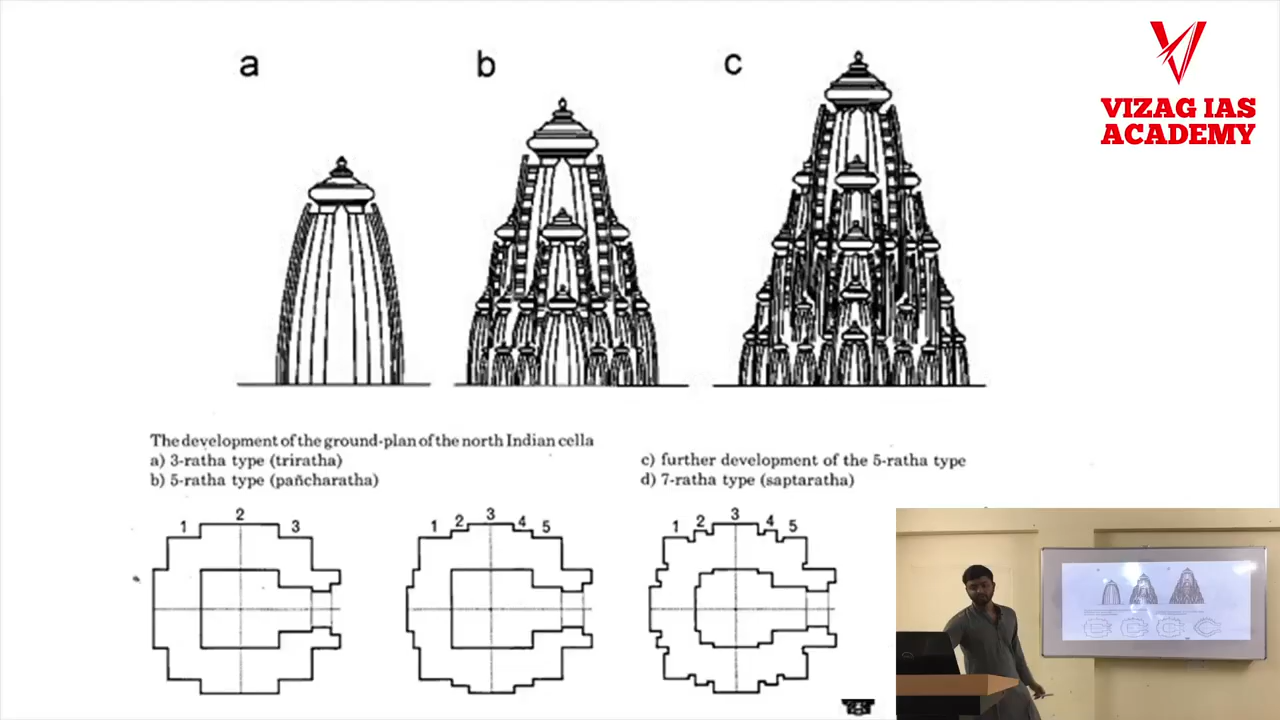 a
b
c
VIZAG IAS
ACADEMY
The development of the ground-plan of the north Indian cella
a) 3-ratha type (triratha)
b) 5-ratha type (pañcharatha)
c) further development of the 5-ratha type
d) 7-ratha type (saptaratha)
1 2 3
1 2 3 4 5
1 2 3 4 5